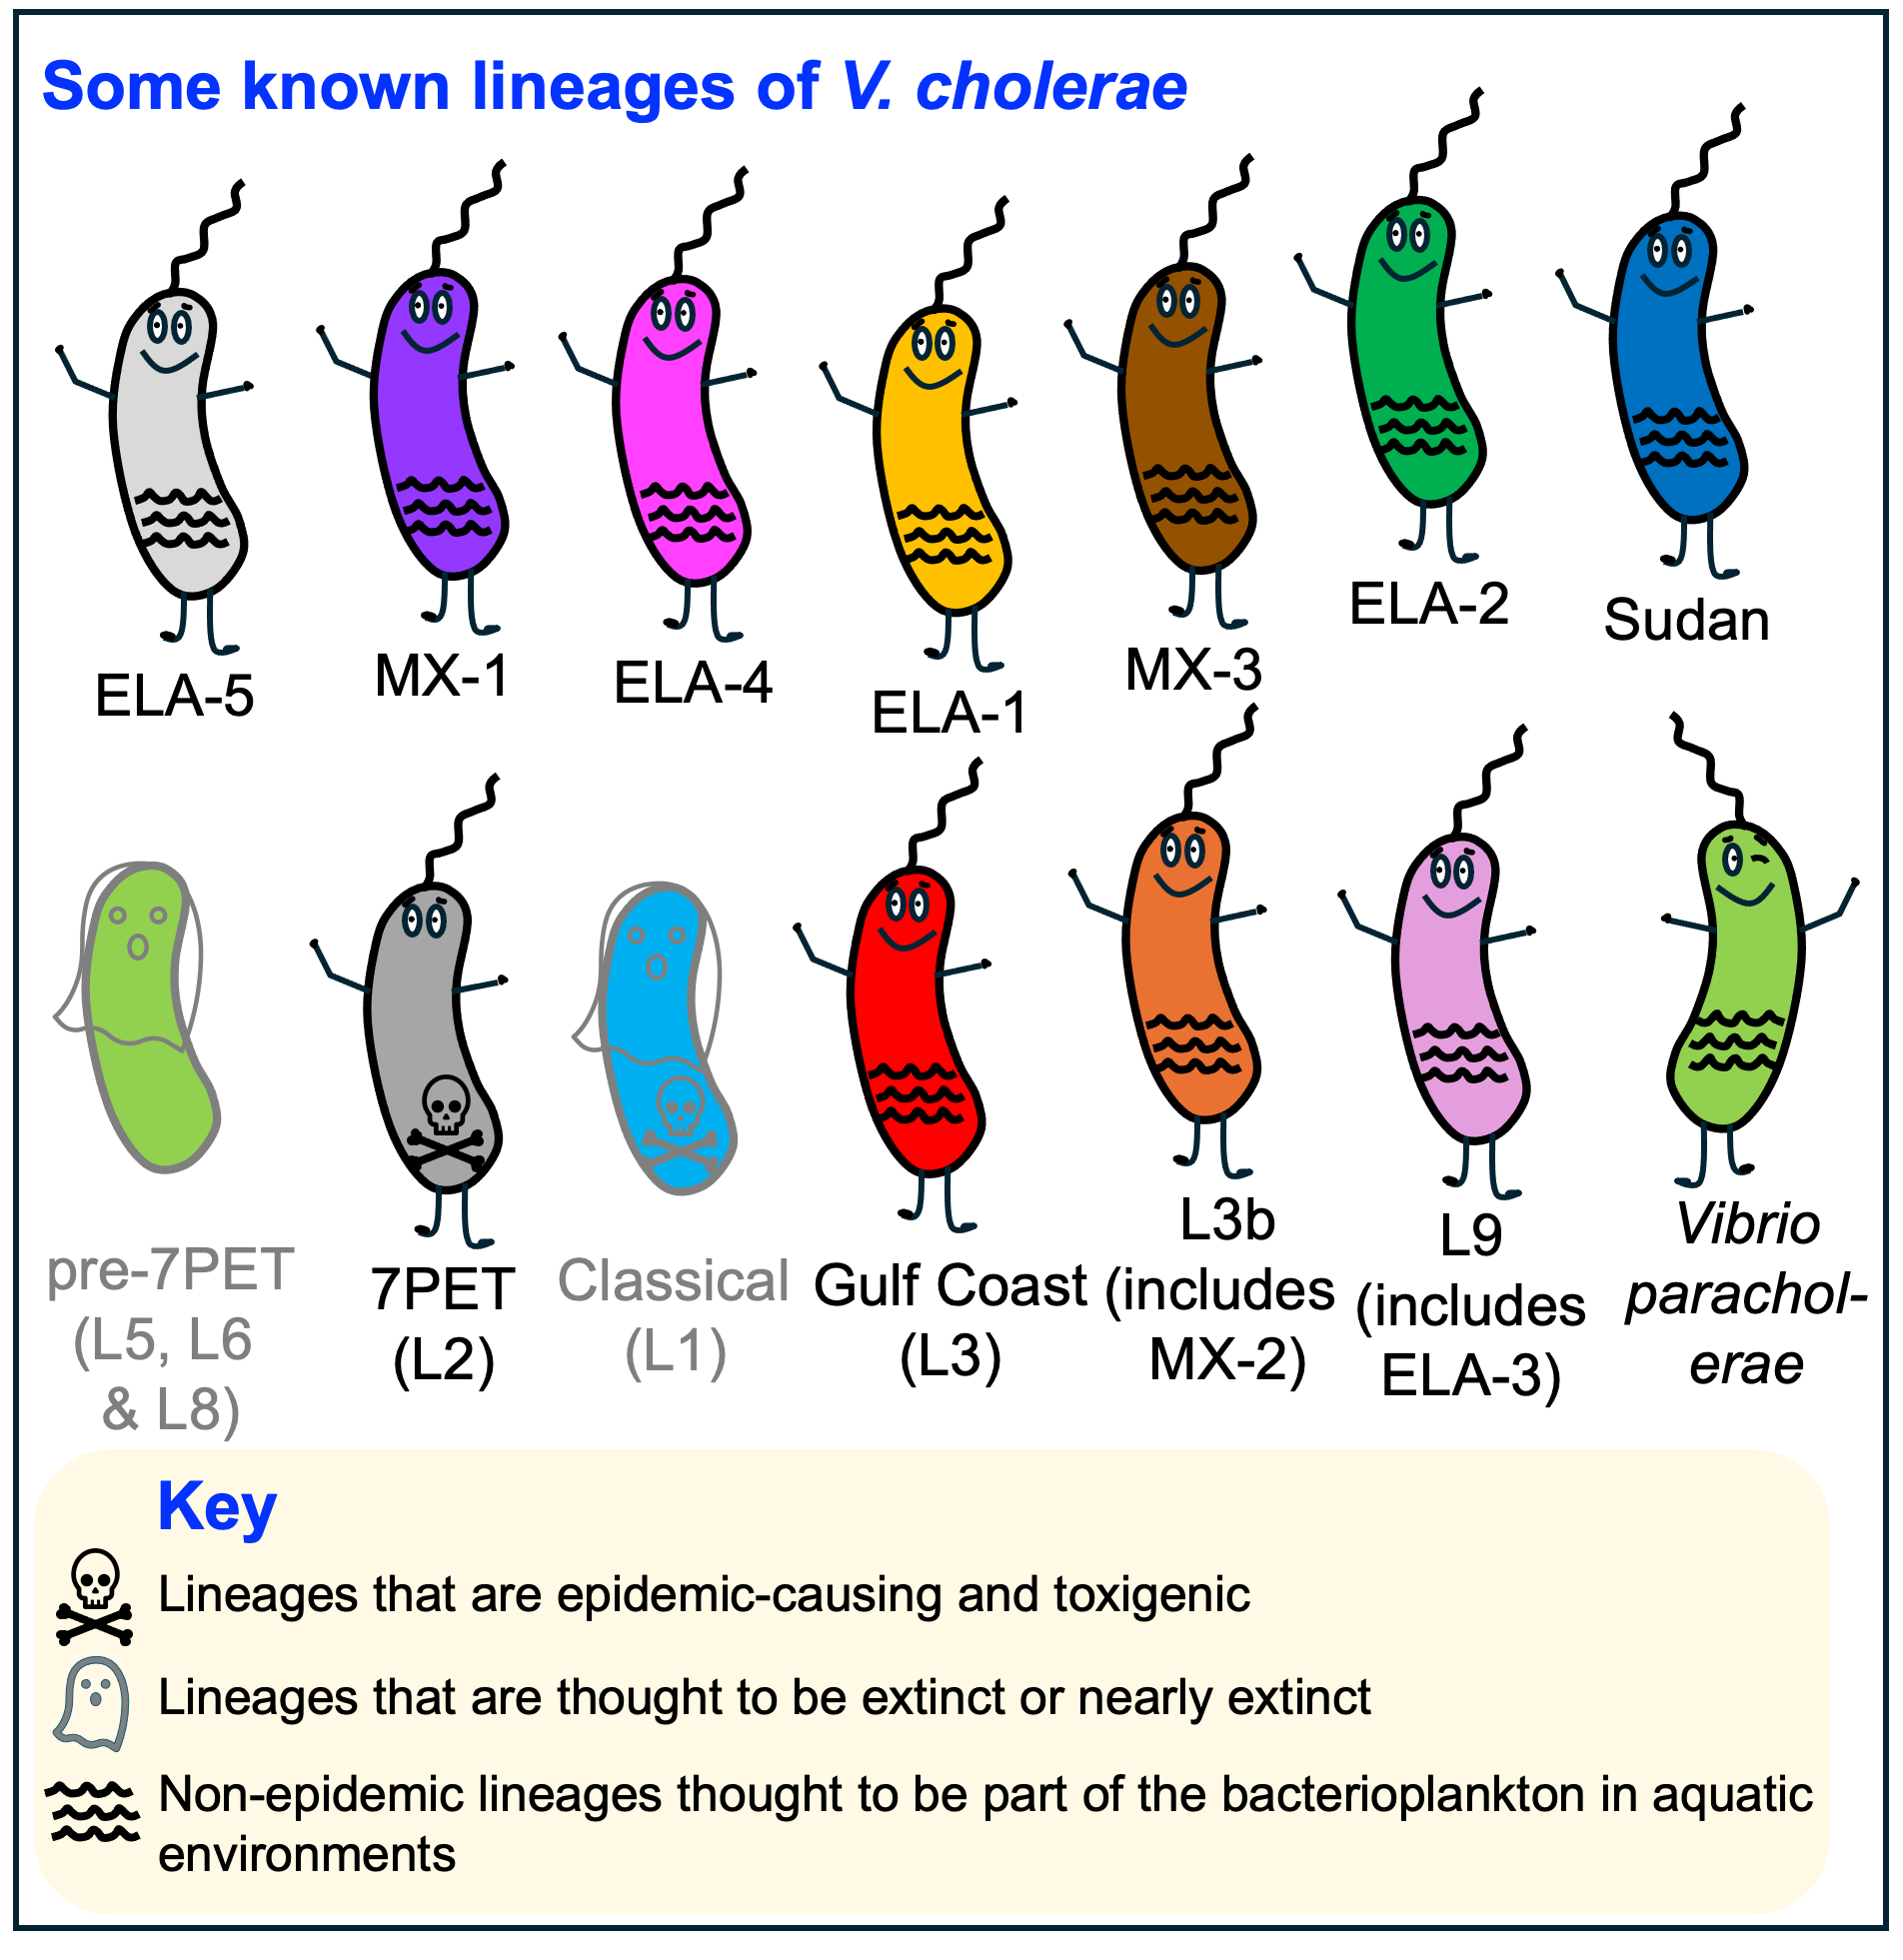 Some known lineages of V. cholerae
ELA-5
MX-1
ELA-4
ELA-1
MX-3
ELA-2
Sudan
pre-7PET
(L5, L6
& L8)
7PET
(L2)
Classical
(L1)
Gulf Coast
(L3)
L3b
(includes
MX-2)
L9
(includes
ELA-3)
Vibrio
parachol-
erae
Key
Lineages that are epidemic-causing and toxigenic
Lineages that are thought to be extinct or nearly extinct
Non-epidemic lineages thought to be part of the bacterioplankton in aquatic
environments